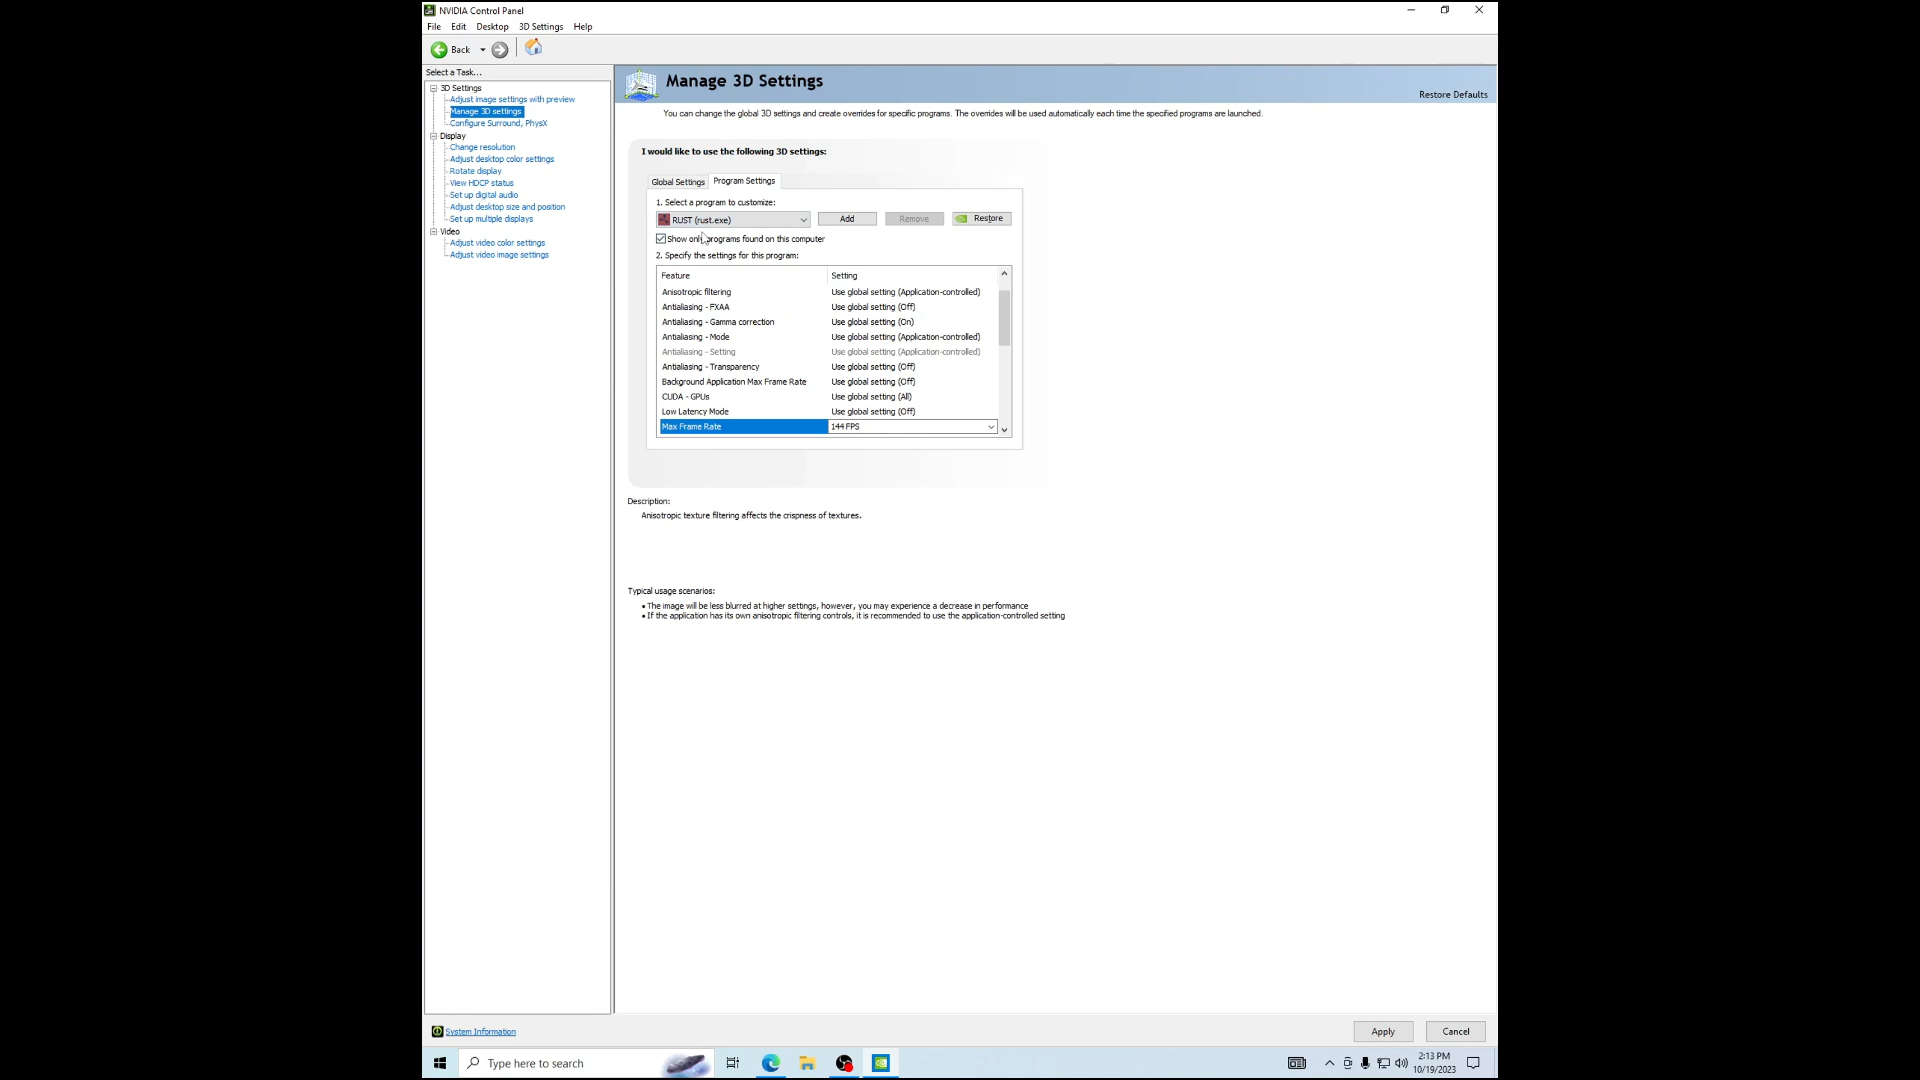 NVIDIA Control Panel
File Edit Desktop 3D Settings Help
Back
Select a Task...
3D Settings
Adjust image settings with preview
Manage 3D settings
Configure Surround, PhysX
Display
Change resolution
Adjust desktop color settings
Rotate display
View HDCP status
Set up digital audio
Adjust desktop size and position
Set up multiple displays
Video
Adjust video color settings
Adjust video image settings
System Information
Manage 3D Settings
Restore Defaults
You can change the global 3D settings and create overrides for specific programs. The overrides will be used automatically each time the specified programs are launched.
I would like to use the following 3D settings:
Global Settings Program Settings
1. Select a program to customize:
RUST (rust.exe) Add Remove Restore
Show only programs found on this computer
2. Specify the settings for this program:
Feature Setting
Anisotropic filtering Use global setting (Application-controlled)
Antialiasing - FXAA Use global setting (Off)
Antialiasing - Gamma correction Use global setting (On)
Antialiasing - Mode Use global setting (Application-controlled)
Antialiasing - Setting Use global setting (Application-controlled)
Antialiasing - Transparency Use global setting (Off)
Background Application Max Frame Rate Use global setting (Off)
CUDA - GPUs Use global setting (All)
Low Latency Mode Use global setting (Off)
Max Frame Rate 144 FPS
Description:
Anisotropic texture filtering affects the crispness of textures.
Typical usage scenarios:
• The image will be less blurred at higher settings, however, you may experience a decrease in performance
• If the application has its own anisotropic filtering controls, it is recommended to use the application-controlled setting
Apply Cancel
Type here to search
2:13 PM
10/19/2023